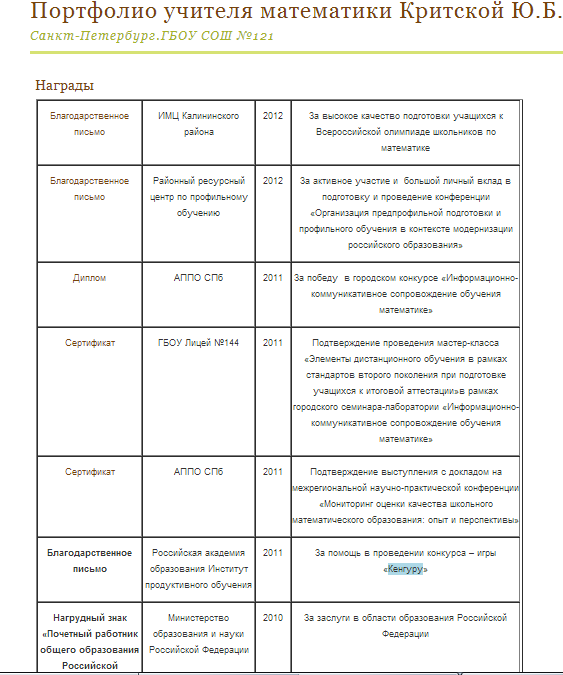 Портфолио учителя математики Критской Ю.Б.
Санкт-Петербург.ГБОУ СОШ №121
Награды
Благодарственное
письмо
ИМЦ Калининского
района
2012
За высокое качество подготовки учащихся к
Всероссийской олимпиаде школьников по
математике
Благодарственное
письмо
Районный ресурсный
центр по профильному
обучению
2012
За активное участие и большой личный вклад в
подготовку и проведение конференции
«Организация предпрофильной подготовки и
профильного обучения в контексте модернизации
российского образования»
Диплом
АППО СПб
2011
За победу в городском конкурсе «Информационно-
коммуникативное сопровождение обучения
математике»
Сертификат
ГБОУ Лицей №144
2011
Подтверждение проведения мастер-класса
«Элементы дистанционного обучения в рамках
стандартов второго поколения при подготовке
учащихся к итоговой аттестации»в рамках
городского семинара-лаборатории «Информационно-
коммуникативное сопровождение обучения
математике»
Сертификат
АППО СПб
2011
Подтверждение выступления с докладом на
межрегиональной научно-практической конференции
«Мониторинг оценки качества школьного
математического образования: опыт и перспективы»
Благодарственное
письмо
Российская академия
образования Институт
продуктивного обучения
2011
За помощь в проведении конкурса – игры
«Кенгуру»
Нагрудный знак
«Почетный работник
общего образования
Российской
Министерство
образования и науки
Российской Федерации
2010
За заслуги в области образования Российской
Федерации